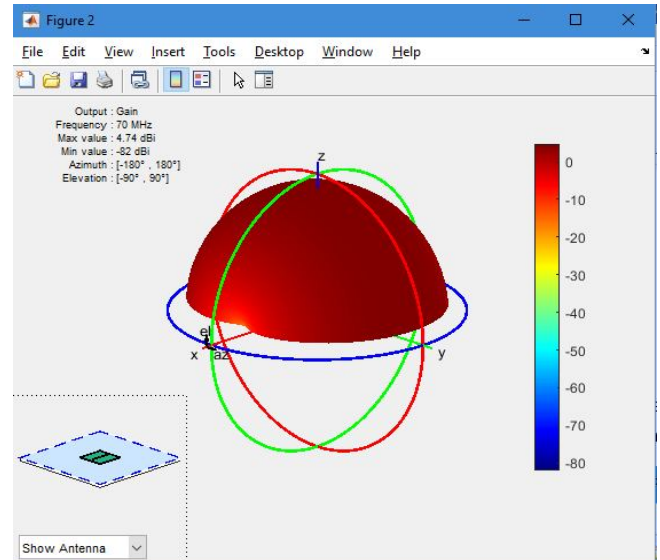 Figure 2
File Edit View Insert Tools Desktop Window Help
Output : Gain
Frequency : 70 MHz
Max value : 4.74 dBi
Min value : -82 dBi
Azimuth : [-180° , 180°]
Elevation : [-90° , 90°]
z
el
x az
y
0
-10
-20
-30
-40
-50
-60
-70
-80
Show Antenna